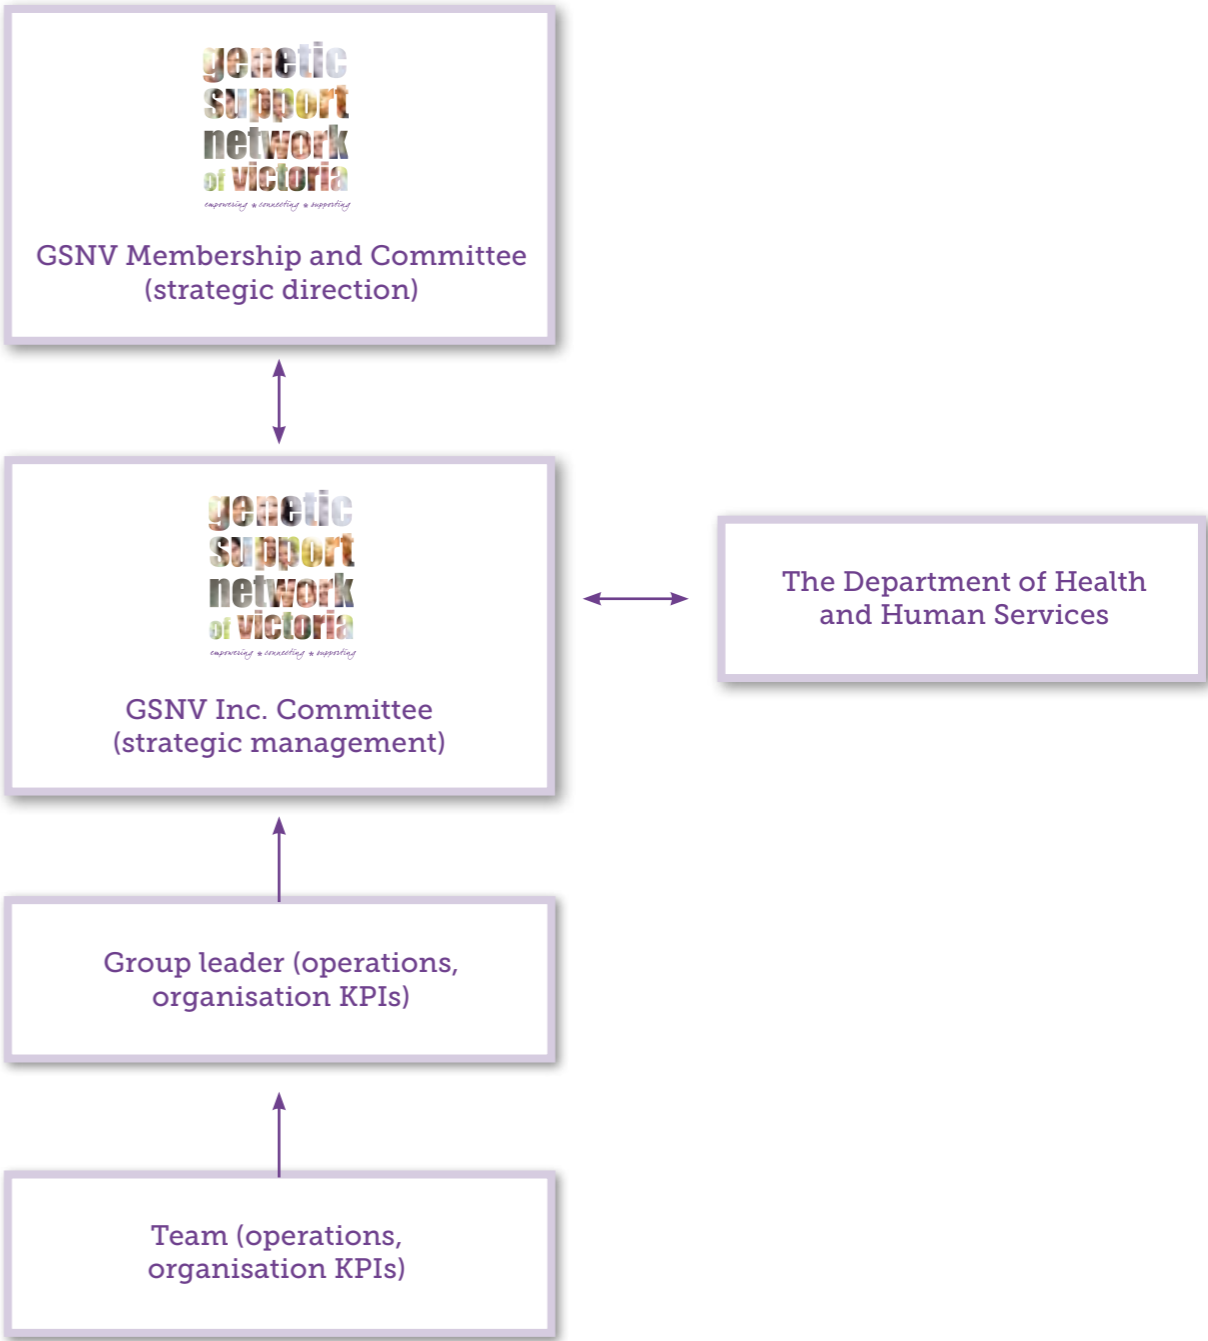 genetic
support
network
of victoria
empowering ★ connecting ★ supporting
GSNV Membership and Committee
(strategic direction)
genetic
support
network
of victoria
empowering ★ connecting ★ supporting
GSNV Inc. Committee
(strategic management)
The Department of Health
and Human Services
Group leader (operations,
organisation KPIs)
Team (operations,
organisation KPIs)